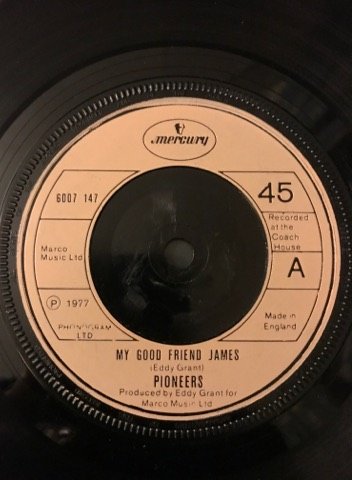 mercury
6007 147
45
Recorded
at the
Coach
House
Marco
Music Ltd
A
℗ 1977
Made in
England
PHONOGRAM
LTD
MY GOOD FRIEND JAMES
(Eddy Grant)
PIONEERS
Produced by Eddy Grant for
Marco Music Ltd